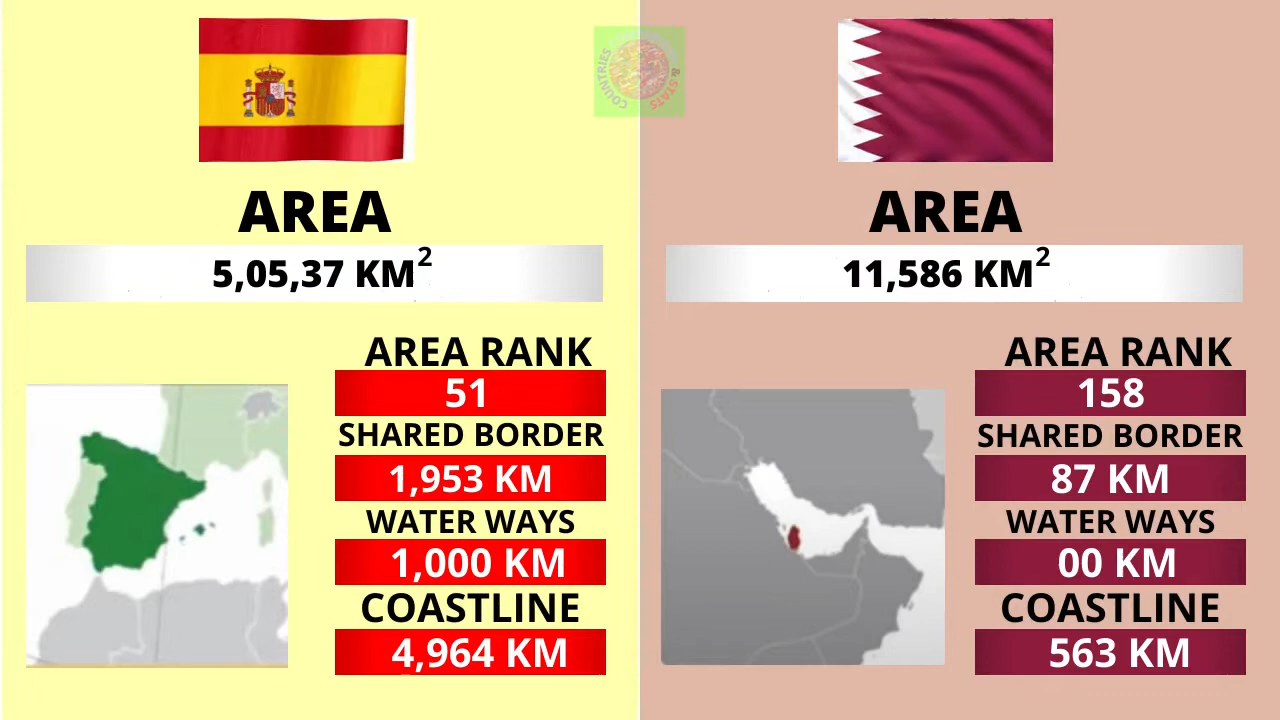 COUNTRIES & STATS
AREA
5,05,37 KM²
AREA RANK
51
SHARED BORDER
1,953 KM
WATER WAYS
1,000 KM
COASTLINE
4,964 KM
AREA
11,586 KM²
AREA RANK
158
SHARED BORDER
87 KM
WATER WAYS
00 KM
COASTLINE
563 KM